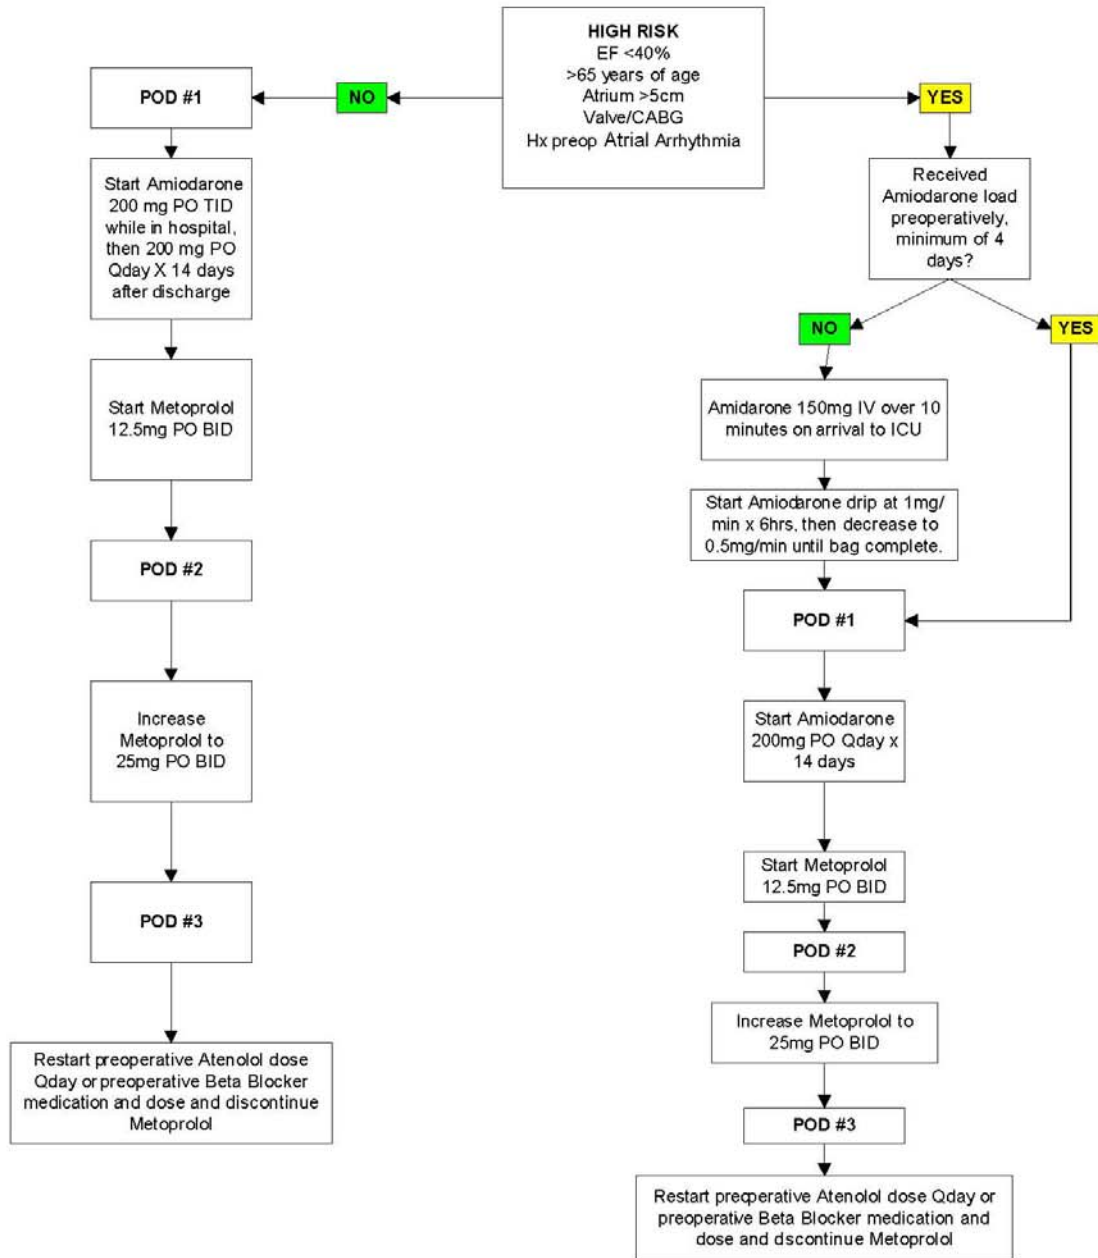 HIGH RISK
EF <40%
>65 years of age
Atrium >5cm
Valve/CABG
Hx preop Atrial Arrhythmia
NO
POD #1
Start Amiodarone
200 mg PO TID
while in hospital,
then 200 mg PO
Qday X 14 days
after discharge
Start Metoprolol
12.5mg PO BID
POD #2
Increase
Metoprolol to
25mg PO BID
POD #3
Restart preoperative Atenolol dose
Qday or preoperative Beta Blocker
medication and dose and discontinue
Metoprolol
YES
Received
Amiodarone load
preoperatively,
minimum of 4
days?
NO
YES
Amidarone 150mg IV over 10
minutes on arrival to ICU
Start Amiodarone drip at 1mg/
min x 6hrs, then decrease to
0.5mg/min until bag complete.
POD #1
Start Amiodarone
200mg PO Qday x
14 days
Start Metoprolol
12.5mg PO BID
POD #2
Increase Metoprolol to
25mg PO BID
POD #3
Restart preoperative Atenolol dose Qday or
preoperative Beta Blocker medication and
dose and dscontinue Metoprolol